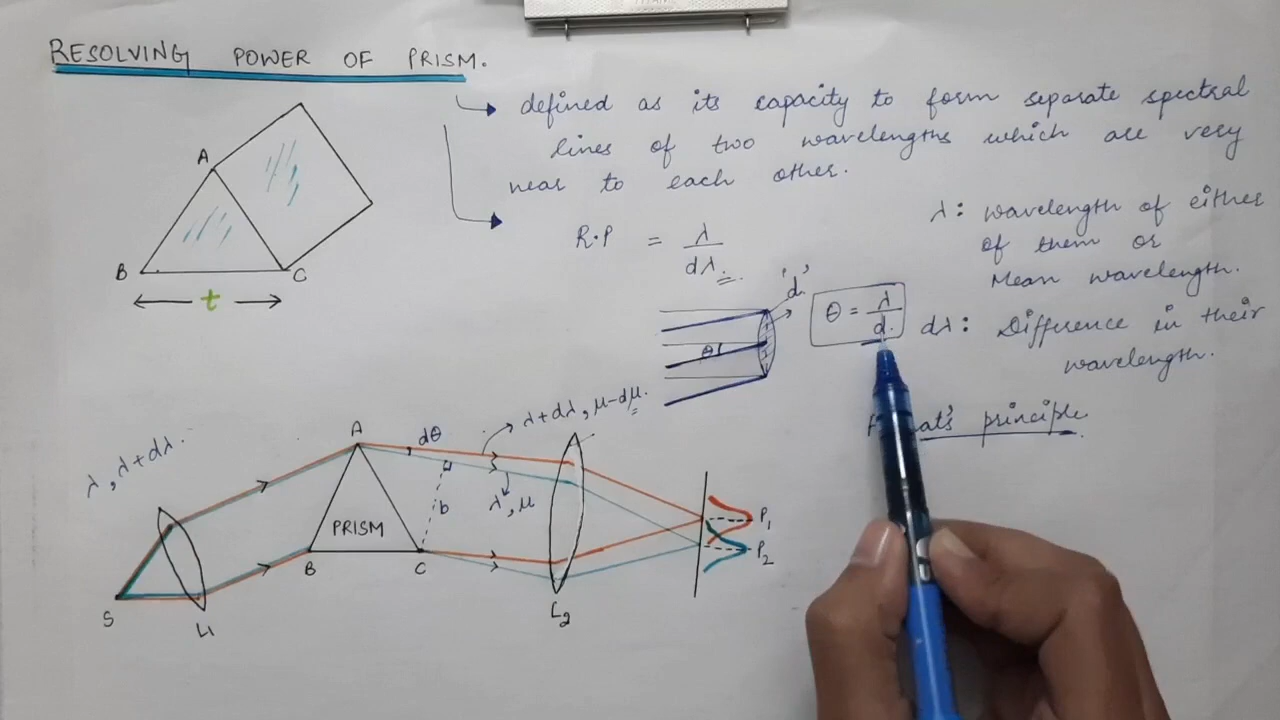 RESOLVING POWER OF PRISM.
defined as its capacity to form separate spectral
lines of two wavelengths which are very
near to each other.
R.P = λ/dλ
λ: wavelength of either
of them or
Mean wavelength.
dλ: Difference in their
wavelength.
A
B
C
t
'd'
θ
θ = λ/d.
principle
λ, λ+dλ.
A
dθ
λ+dλ, μ-dμ.
b
λ, μ
PRISM
B
C
S
L1
L2
P1
P2